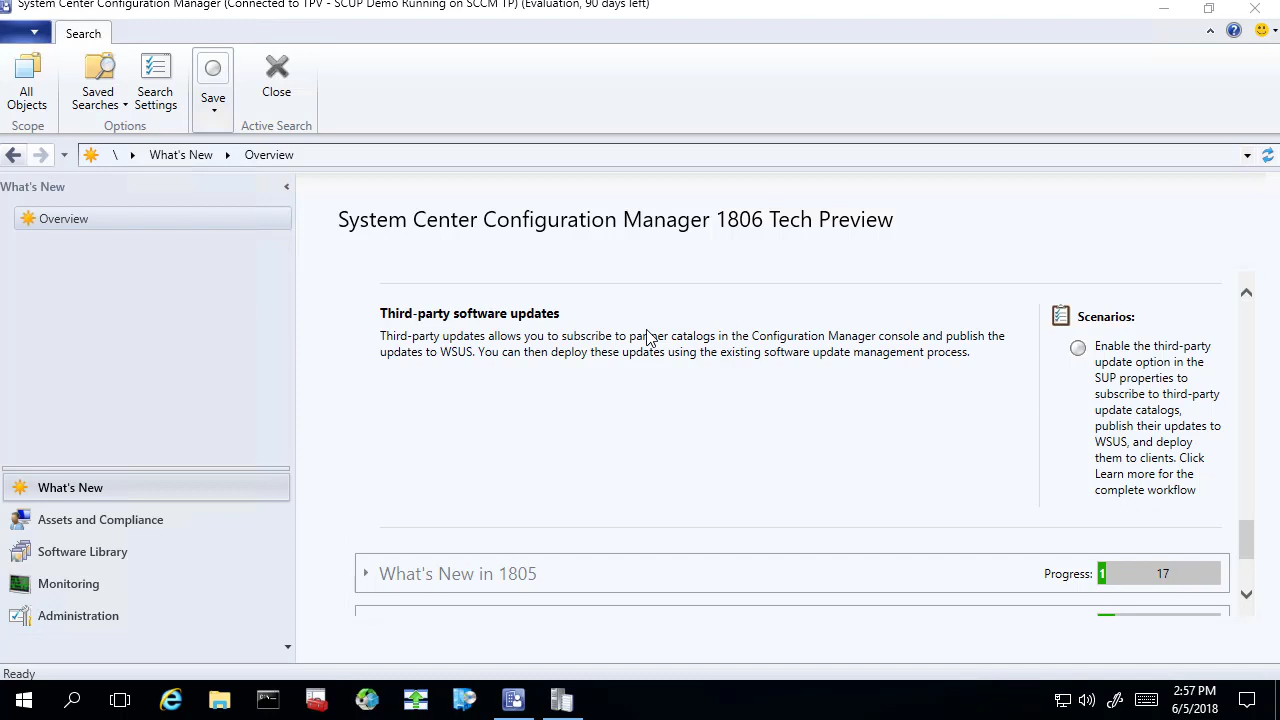 System Center Configuration Manager (Connected to TPV - SCUP Demo Running on SCCM TP) (Evaluation, 90 days left)
Search
All
Objects
Saved
Searches
Search
Settings
Save
Close
Scope
Options
Active Search
\ What's New Overview
What's New
Overview
System Center Configuration Manager 1806 Tech Preview
Third-party software updates
Third-party updates allows you to subscribe to partner catalogs in the Configuration Manager console and publish the
updates to WSUS. You can then deploy these updates using the existing software update management process.
Scenarios:
Enable the third-party
update option in the
SUP properties to
subscribe to third-party
update catalogs,
publish their updates to
WSUS, and deploy
them to clients. Click
Learn more for the
complete workflow
What's New in 1805
Progress: 1 17
What's New
Assets and Compliance
Software Library
Monitoring
Administration
Ready
2:57 PM
6/5/2018